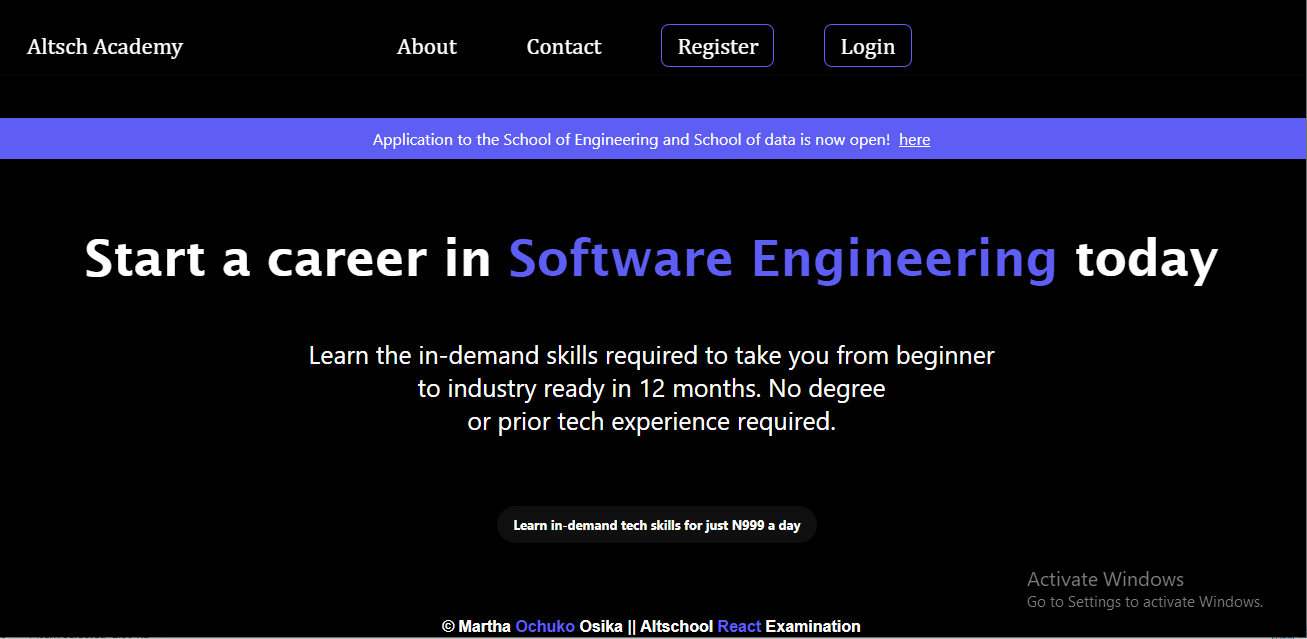 Altsch Academy About Contact Register Login
Application to the School of Engineering and School of data is now open! here
Start a career in Software Engineering today
Learn the in-demand skills required to take you from beginner
to industry ready in 12 months. No degree
or prior tech experience required.
Learn in-demand tech skills for just N999 a day
Activate Windows
Go to Settings to activate Windows.
© Martha Ochuko Osika || Altschool React Examination